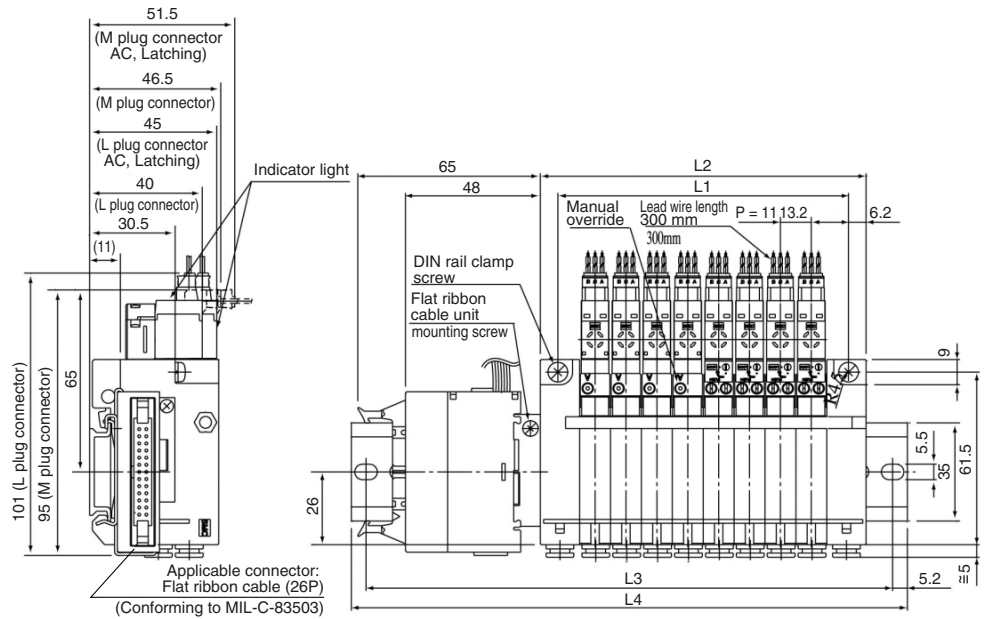 51.5
(M plug connector
AC, Latching)
46.5
(M plug connector)
45
(L plug connector
AC, Latching)
40
(L plug connector)
30.5
(11)
Indicator light
65
101 (L plug connector)
95 (M plug connector)
Applicable connector:
Flat ribbon cable (26P)
(Conforming to MIL-C-83503)
65
48
L2
L1
Manual
override
Lead wire length
300 mm
300mm
P = 11
13.2
6.2
DIN rail clamp
screw
Flat ribbon
cable unit
mounting screw
B S A
B S A
B S A
B S A
B S A
B S A
B S A
B S A
9
5.5
35
61.5
26
L3
5.2
≅5
L4